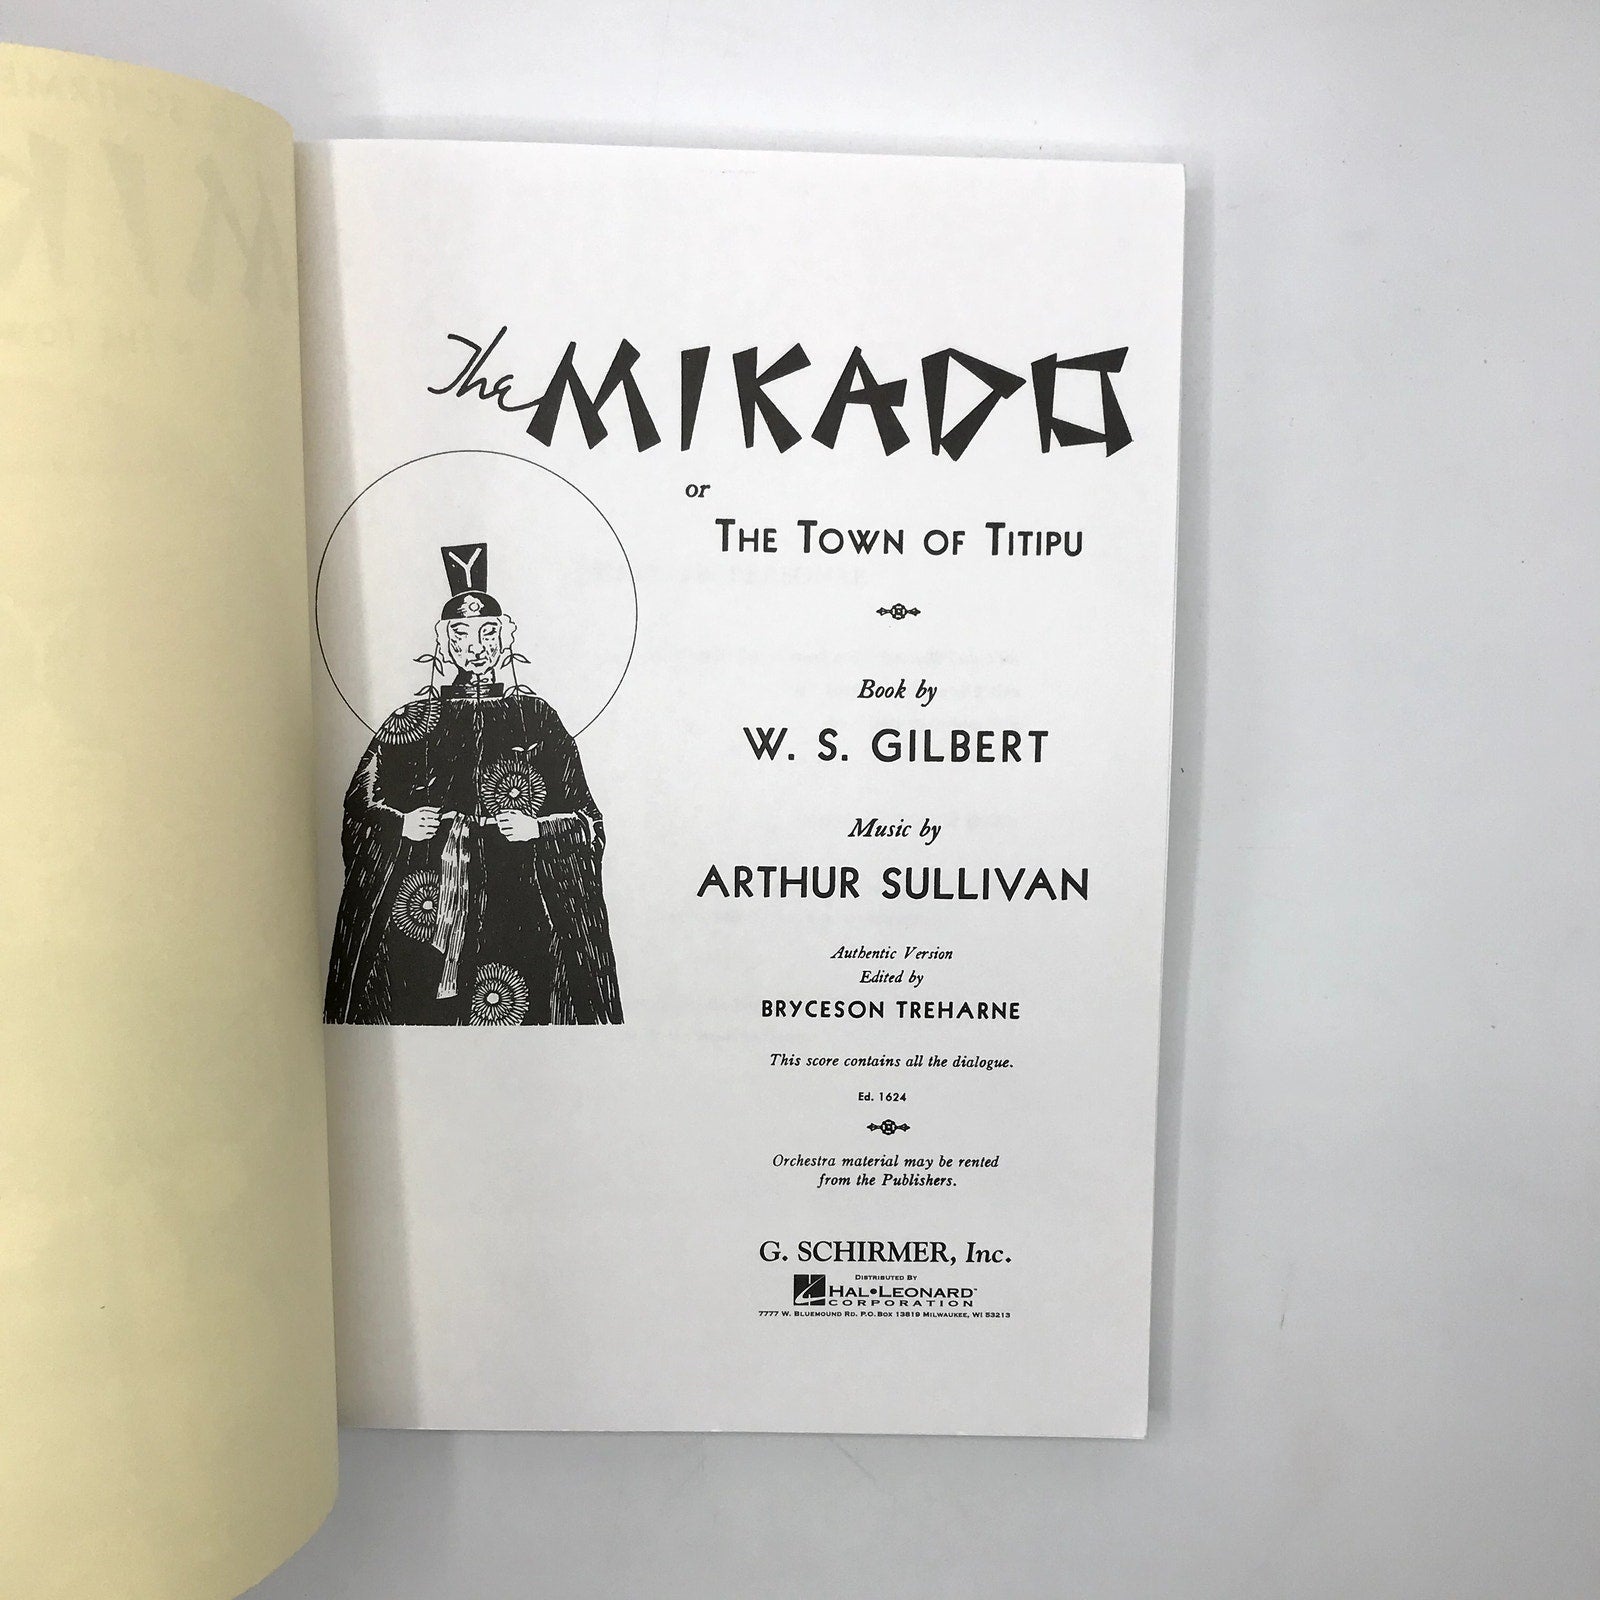 The MIKADO
or
THE TOWN OF TITIPU
Book by
W. S. GILBERT
Music by
ARTHUR SULLIVAN
Authentic Version
Edited by
BRYCESON TREHARNE
This score contains all the dialogue.
Ed. 1624
Orchestra material may be rented
from the Publishers.
G. SCHIRMER, Inc.
DISTRIBUTED BY
HAL•LEONARD™
CORPORATION
7777 W. BLUEMOUND RD. P.O. BOX 13819 MILWAUKEE, WI 53213